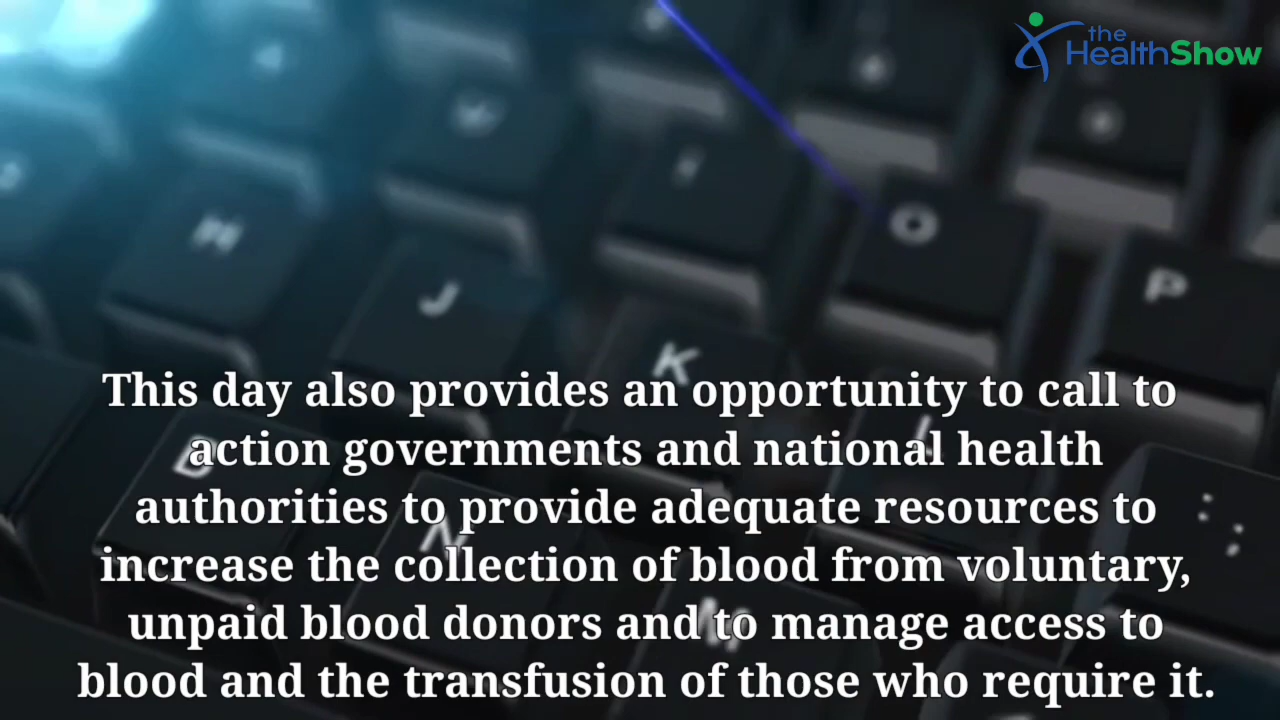 the
HealthShow
H
J
K
O
P
N
M
This day also provides an opportunity to call to
action governments and national health
authorities to provide adequate resources to
increase the collection of blood from voluntary,
unpaid blood donors and to manage access to
blood and the transfusion of those who require it.